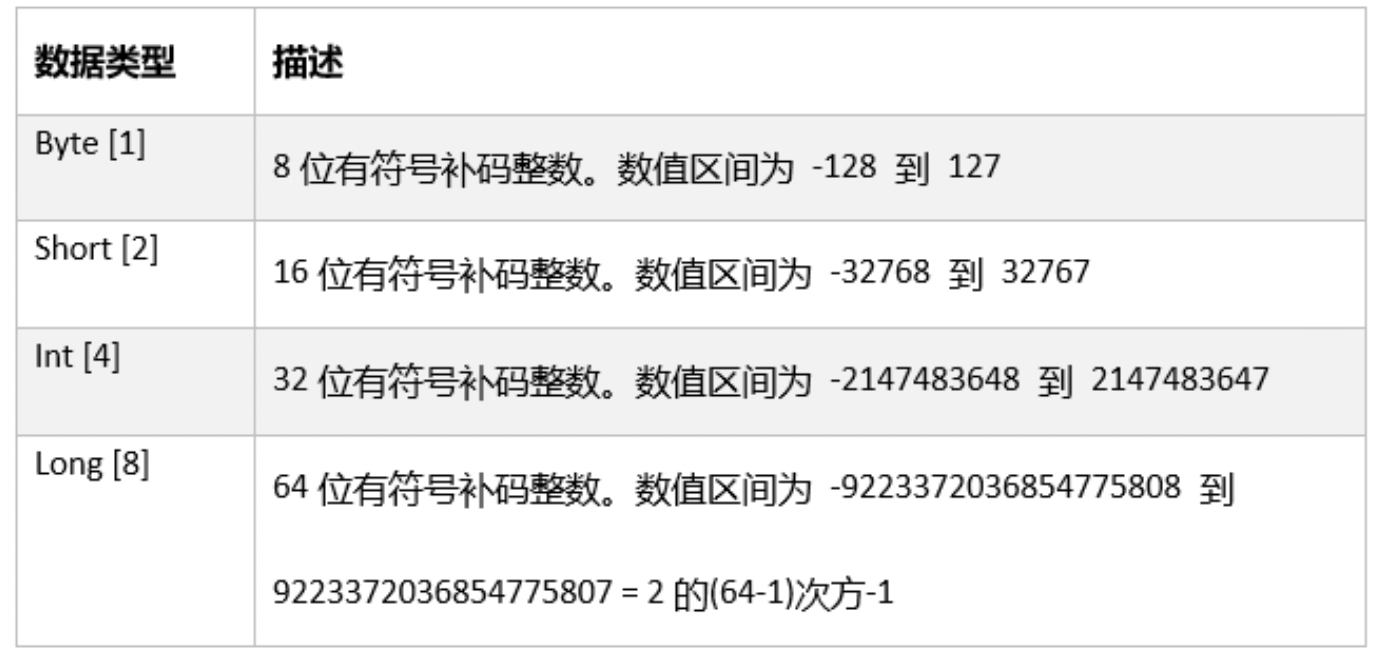 数据类型 描述
Byte [1] 8 位有符号补码整数。数值区间为 -128 到 127
Short [2] 16 位有符号补码整数。数值区间为 -32768 到 32767
Int [4] 32 位有符号补码整数。数值区间为 -2147483648 到 2147483647
Long [8] 64 位有符号补码整数。数值区间为 -9223372036854775808 到
9223372036854775807 = 2 的(64-1)次方-1